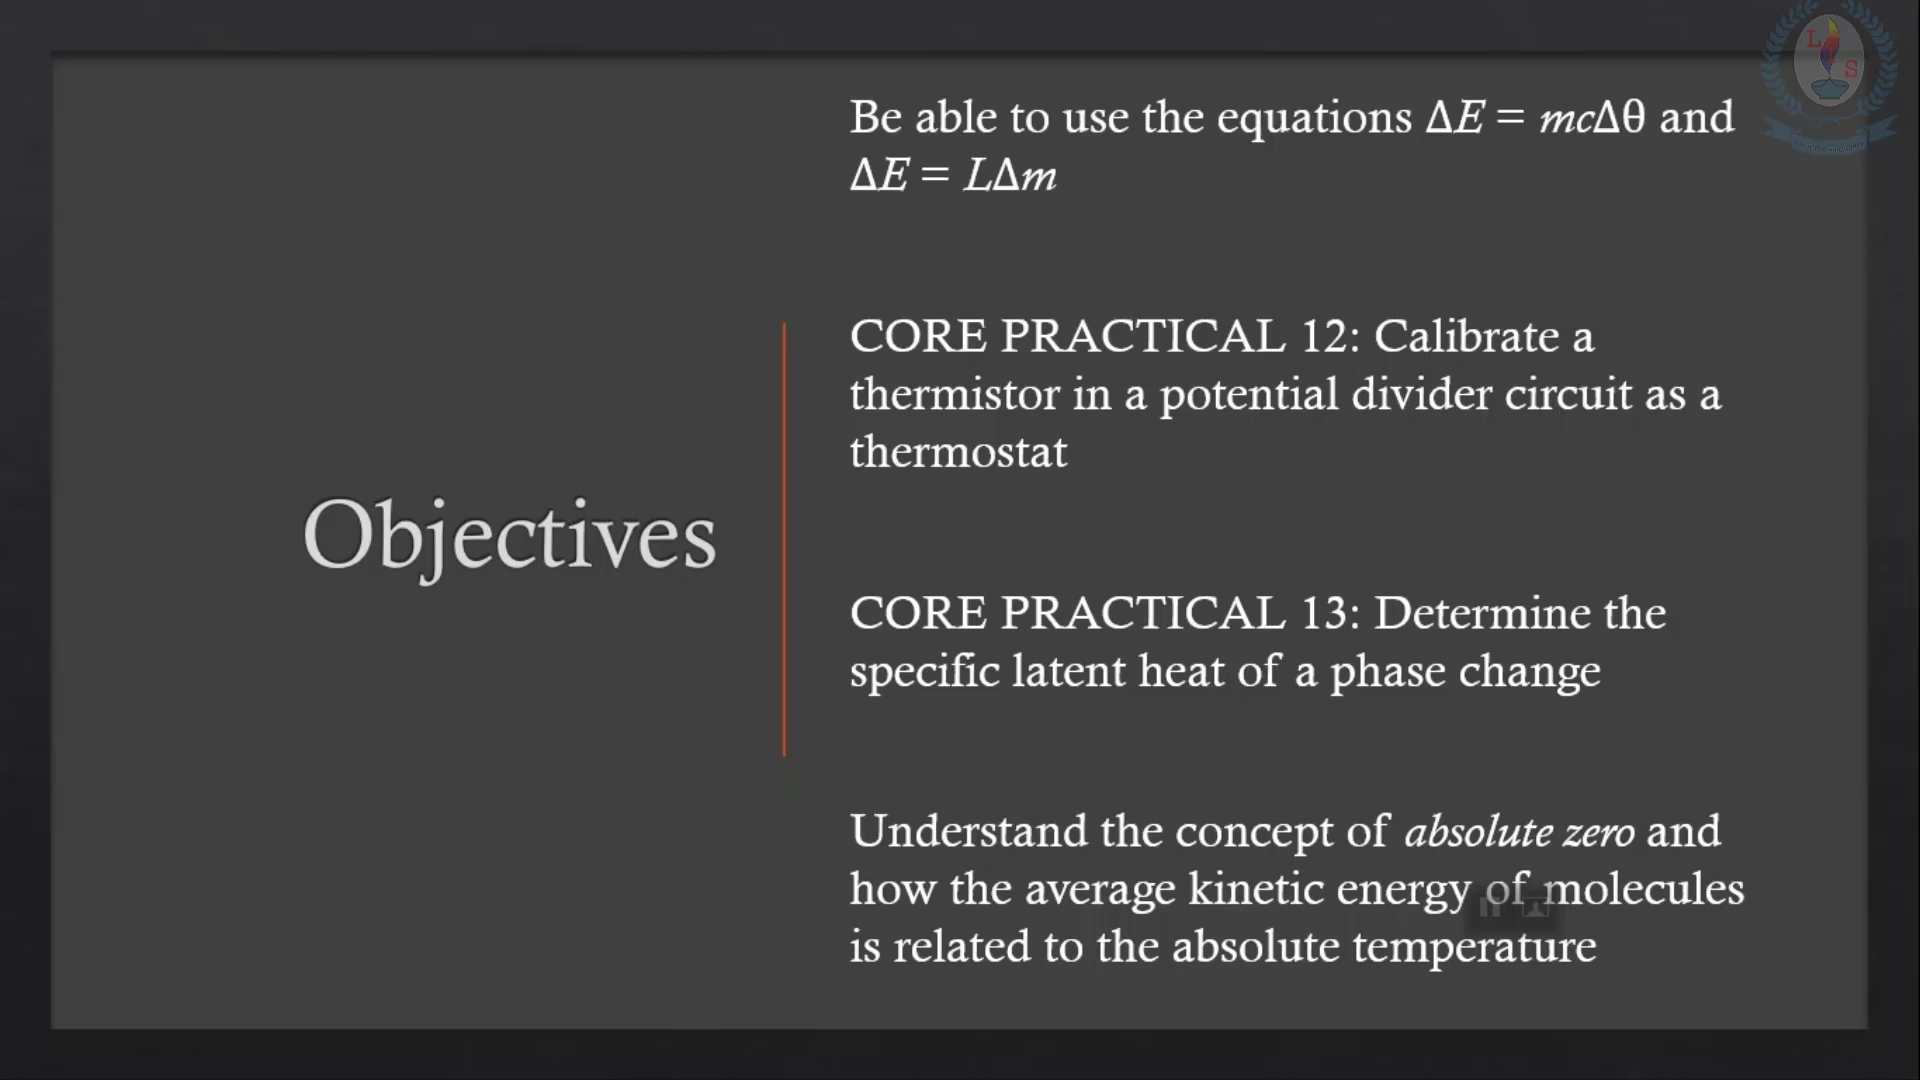 Be able to use the equations ΔE = mcΔθ and
ΔE = LΔm
CORE PRACTICAL 12: Calibrate a
thermistor in a potential divider circuit as a
thermostat
Objectives
CORE PRACTICAL 13: Determine the
specific latent heat of a phase change
Understand the concept of absolute zero and
how the average kinetic energy of molecules
is related to the absolute temperature
L
S